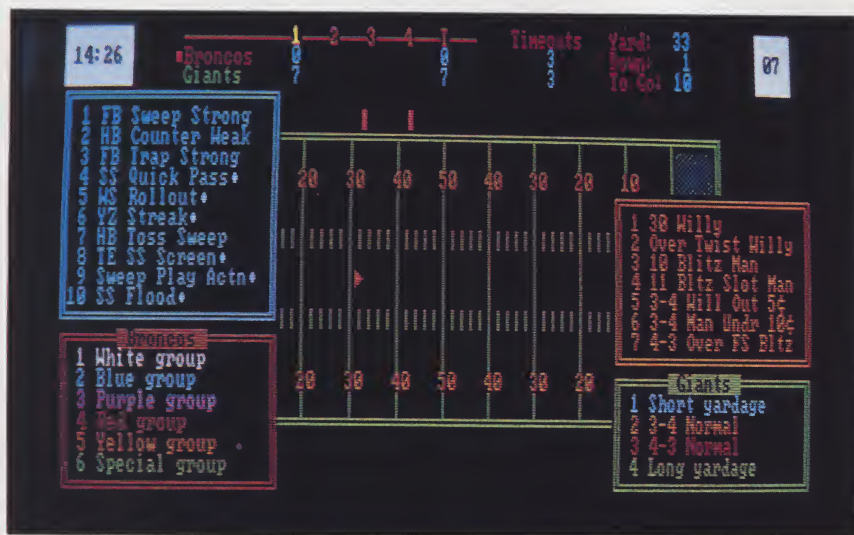 14:26
1 2 3 4 T
Broncos 0 0 3
Giants 7 7 3
Timeouts
Yard: 33
Down: 1
To Go: 10
07
1 FB Sweep Strong
2 HB Counter Weak
3 FB Trap Strong
4 SS Quick Pass♦
5 WS Rollout♦
6 YZ Streak♦
7 HB Toss Sweep
8 TE SS Screen♦
9 Sweep Play Actn♦
10 SS Flood♦
20 30 40 50 40 30 20 10
1 30 Willy
2 Over Twist Willy
3 10 Blitz Man
4 11 Bltz Slot Man
5 3-4 Will Out 5¢
6 3-4 Man Undr 10¢
7 4-3 Over FS Bltz
Broncos
1 White group
2 Blue group
3 Purple group
4 Red group
5 Yellow group
6 Special group
20 30 40 50 40 30 20
Giants
1 Short yardage
2 3-4 Normal
3 4-3 Normal
4 Long yardage